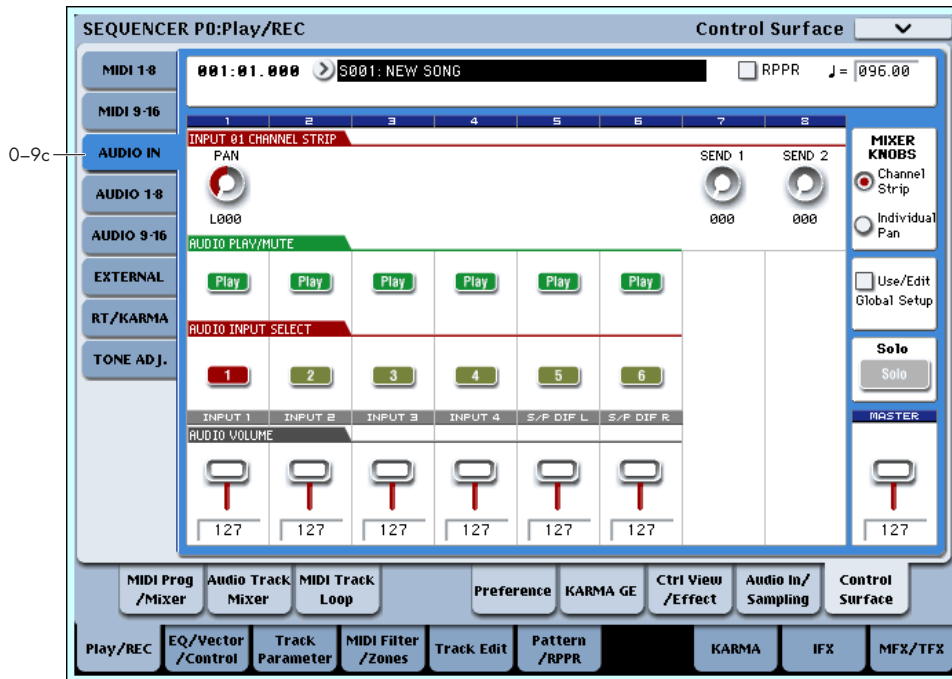 SEQUENCER P0:Play/REC
Control Surface
MIDI 1-8
001:01.000
S001: NEW SONG
RPPR
♩= 096.00
MIDI 9-16
1 2 3 4 5 6 7 8
0–9c
AUDIO IN
INPUT 01 CHANNEL STRIP
PAN
SEND 1
SEND 2
MIXER
KNOBS
Channel
Strip
AUDIO 1-8
L000
000
000
Individual
Pan
AUDIO 9-16
AUDIO PLAY/MUTE
EXTERNAL
Play Play Play Play Play Play
Use/Edit
Global Setup
RT/KARMA
AUDIO INPUT SELECT
TONE ADJ.
Solo
Solo
1 2 3 4 5 6
INPUT 1 INPUT 2 INPUT 3 INPUT 4 S/P DIF L S/P DIF R
MASTER
AUDIO VOLUME
127 127 127 127 127 127 127
MIDI Prog
/Mixer
Audio Track
Mixer
MIDI Track
Loop
Preference
KARMA GE
Ctrl View
/Effect
Audio In/
Sampling
Control
Surface
Play/REC
EQ/Vector
/Control
Track
Parameter
MIDI Filter
/Zones
Track Edit
Pattern
/RPPR
KARMA
IFX
MFX/TFX